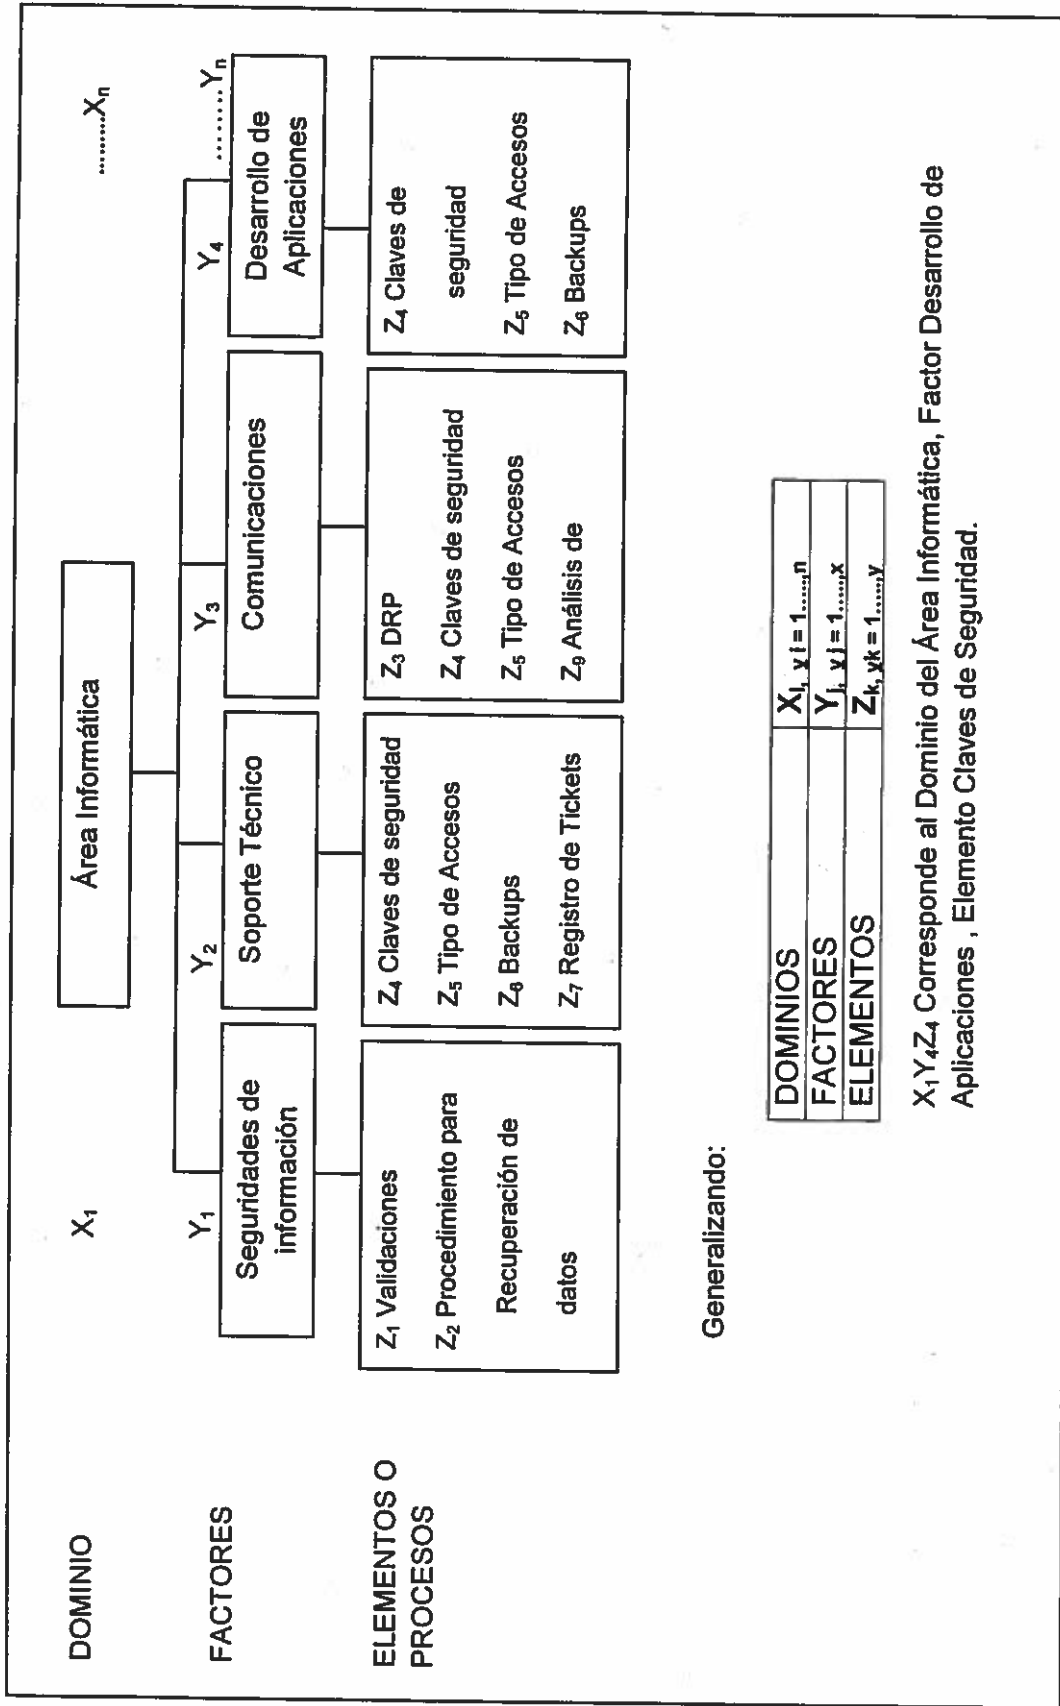 DOMINIO
X₁
Área Informática
.........Xₙ
FACTORES
Y₁
Y₂
Y₃
Y₄
........Yₙ
Seguridades de
información
Soporte Técnico
Comunicaciones
Desarrollo de
Aplicaciones
ELEMENTOS O
PROCESOS
Z₁ Validaciones
Z₂ Procedimiento para
Recuperación de
datos
Z₄ Claves de seguridad
Z₅ Tipo de Accesos
Z₆ Backups
Z₇ Registro de Tickets
Z₃ DRP
Z₄ Claves de seguridad
Z₅ Tipo de Accesos
Z₉ Análisis de
Z₄ Claves de
seguridad
Z₅ Tipo de Accesos
Z₆ Backups
Generalizando:
DOMINIOS Xᵢ, y i = 1.....,n
FACTORES Yⱼ, y j = 1.....,x
ELEMENTOS Zₖ, yk = 1.....,y
X₁Y₄Z₄ Corresponde al Dominio del Área Informática, Factor Desarrollo de
Aplicaciones , Elemento Claves de Seguridad.